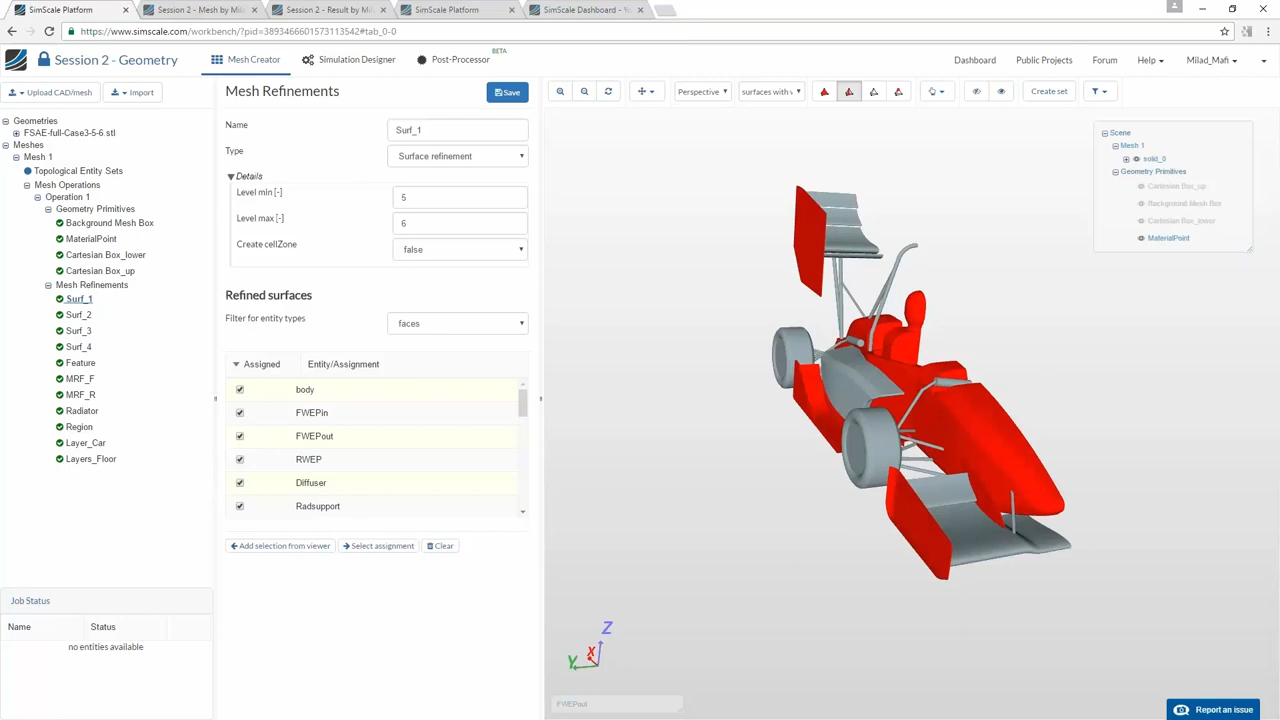 SimScale Platform
Session 2 - Mesh by Mil
Session 2 - Result by Mil
SimScale Platform
SimScale Dashboard - Yo
https://www.simscale.com/workbench/?pid=3893466601573113542#tab_0-0
Session 2 - Geometry
Mesh Creator
Simulation Designer
Post-Processor
BETA
Dashboard
Public Projects
Forum
Help
Milad_Mafi
Upload CAD/mesh
Import
Mesh Refinements
Save
Perspective
surfaces with v
Create set
Geometries
FSAE-full-Case3-5-6.stl
Meshes
Mesh 1
Topological Entity Sets
Mesh Operations
Operation 1
Geometry Primitives
Background Mesh Box
MaterialPoint
Cartesian Box_lower
Cartesian Box_up
Mesh Refinements
Surf_1
Surf_2
Surf_3
Surf_4
Feature
MRF_F
MRF_R
Radiator
Region
Layer_Car
Layers_Floor
Name
Surf_1
Type
Surface refinement
Details
Level min [-]
5
Level max [-]
6
Create cellZone
false
Refined surfaces
Filter for entity types
faces
Assigned
Entity/Assignment
body
FWEPin
FWEPout
RWEP
Diffuser
Radsupport
Add selection from viewer
Select assignment
Clear
Scene
Mesh 1
solid_0
Geometry Primitives
Cartesian Box_up
Background Mesh Box
Cartesian Box_lower
MaterialPoint
Job Status
Name
Status
no entities available
Z
X
Y
FWEPout
Report an issue